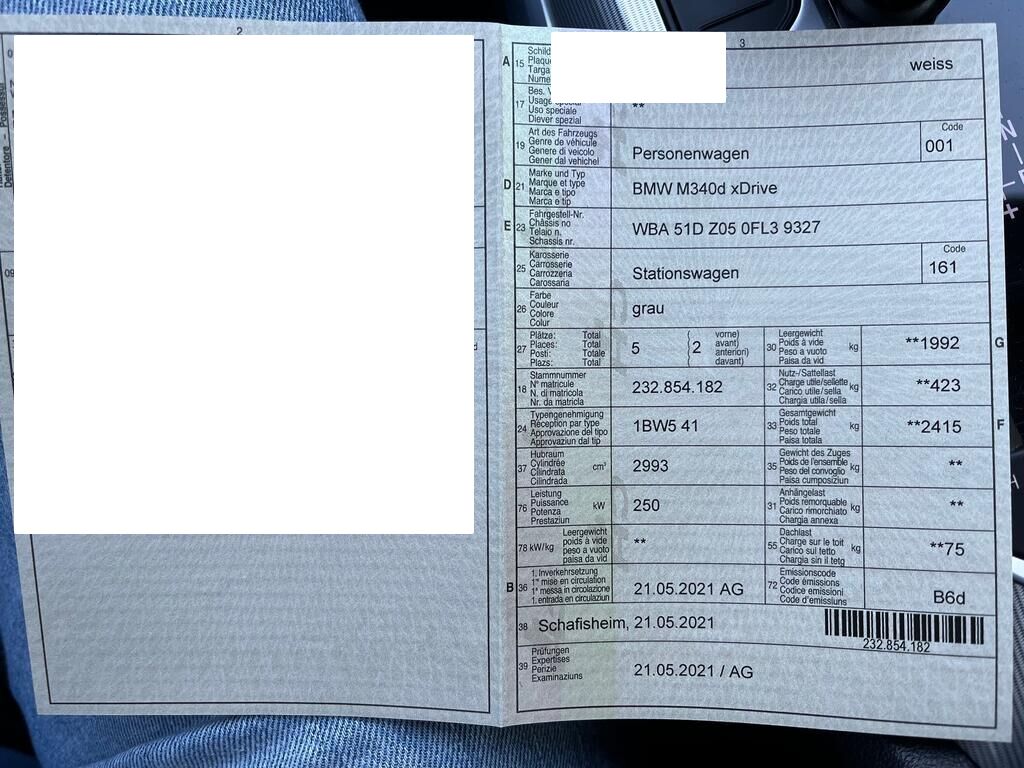 2
3
09
d
A 15 Schild
Plaque
Targa
Nume
weiss
17 Bes. V
Usage special
Uso speciale
Diever spezial
**
19 Art des Fahrzeugs
Genre de véhicule
Genere di veicolo
Gener dal vehichel
Personenwagen
Code
001
D 21 Marke und Typ
Marque et type
Marca e tipo
Marca e tip
BMW M340d xDrive
E 23 Fahrgestell-Nr.
Châssis no
Telaio n.
Schassis nr.
WBA 51D Z05 0FL3 9327
25 Karosserie
Carrosserie
Carrozzeria
Carossaria
Stationswagen
Code
161
26 Farbe
Couleur
Colore
Colur
grau
27 Plätze: Total
Places: Total
Posti: Totale
Plazs: Total
5
2
vorne)
avant)
anteriori)
davant)
30 Leergewicht
Poids à vide
Peso a vuoto
Paisa da vid
kg
**1992
G
18 Stammnummer
N° matricule
N. di matricola
Nr. da matricla
232.854.182
32 Nutz-/Sattellast
Charge utile/sellette
Carico utile/sella
Chargia utila/sella
kg
**423
24 Typengenehmigung
Réception par type
Approvazione del tipo
Approvaziun dal tip
1BW5 41
33 Gesamtgewicht
Poids total
Peso totale
Paisa totala
kg
**2415
F
37 Hubraum
Cylindrée
Cilindrata
Cilindrada
cm³
2993
35 Gewicht des Zuges
Poids de l'ensemble
Peso del convoglio
Paisa cumposiziun
kg
**
76 Leistung
Puissance
Potenza
Prestaziun
kW
250
31 Anhängelast
Poids remorquable
Carico rimorchiato
Chargia annexa
kg
**
78 kW/kg
Leergewicht
poids à vide
peso a vuoto
paisa da vid
**
55 Dachlast
Charge sur le toit
Carico sul tetto
Chargia sin il tetg
kg
**75
B 36 1. Inverkehrsetzung
1re mise en circulation
1a messa in circolazione
1. entrada en circulaziun
21.05.2021 AG
72 Emissionscode
Code émissions
Codice emissioni
Code d'emissiuns
B6d
38 Schafisheim, 21.05.2021
232.854.182
39 Prüfungen
Expertises
Perizie
Examinaziuns
21.05.2021 / AG